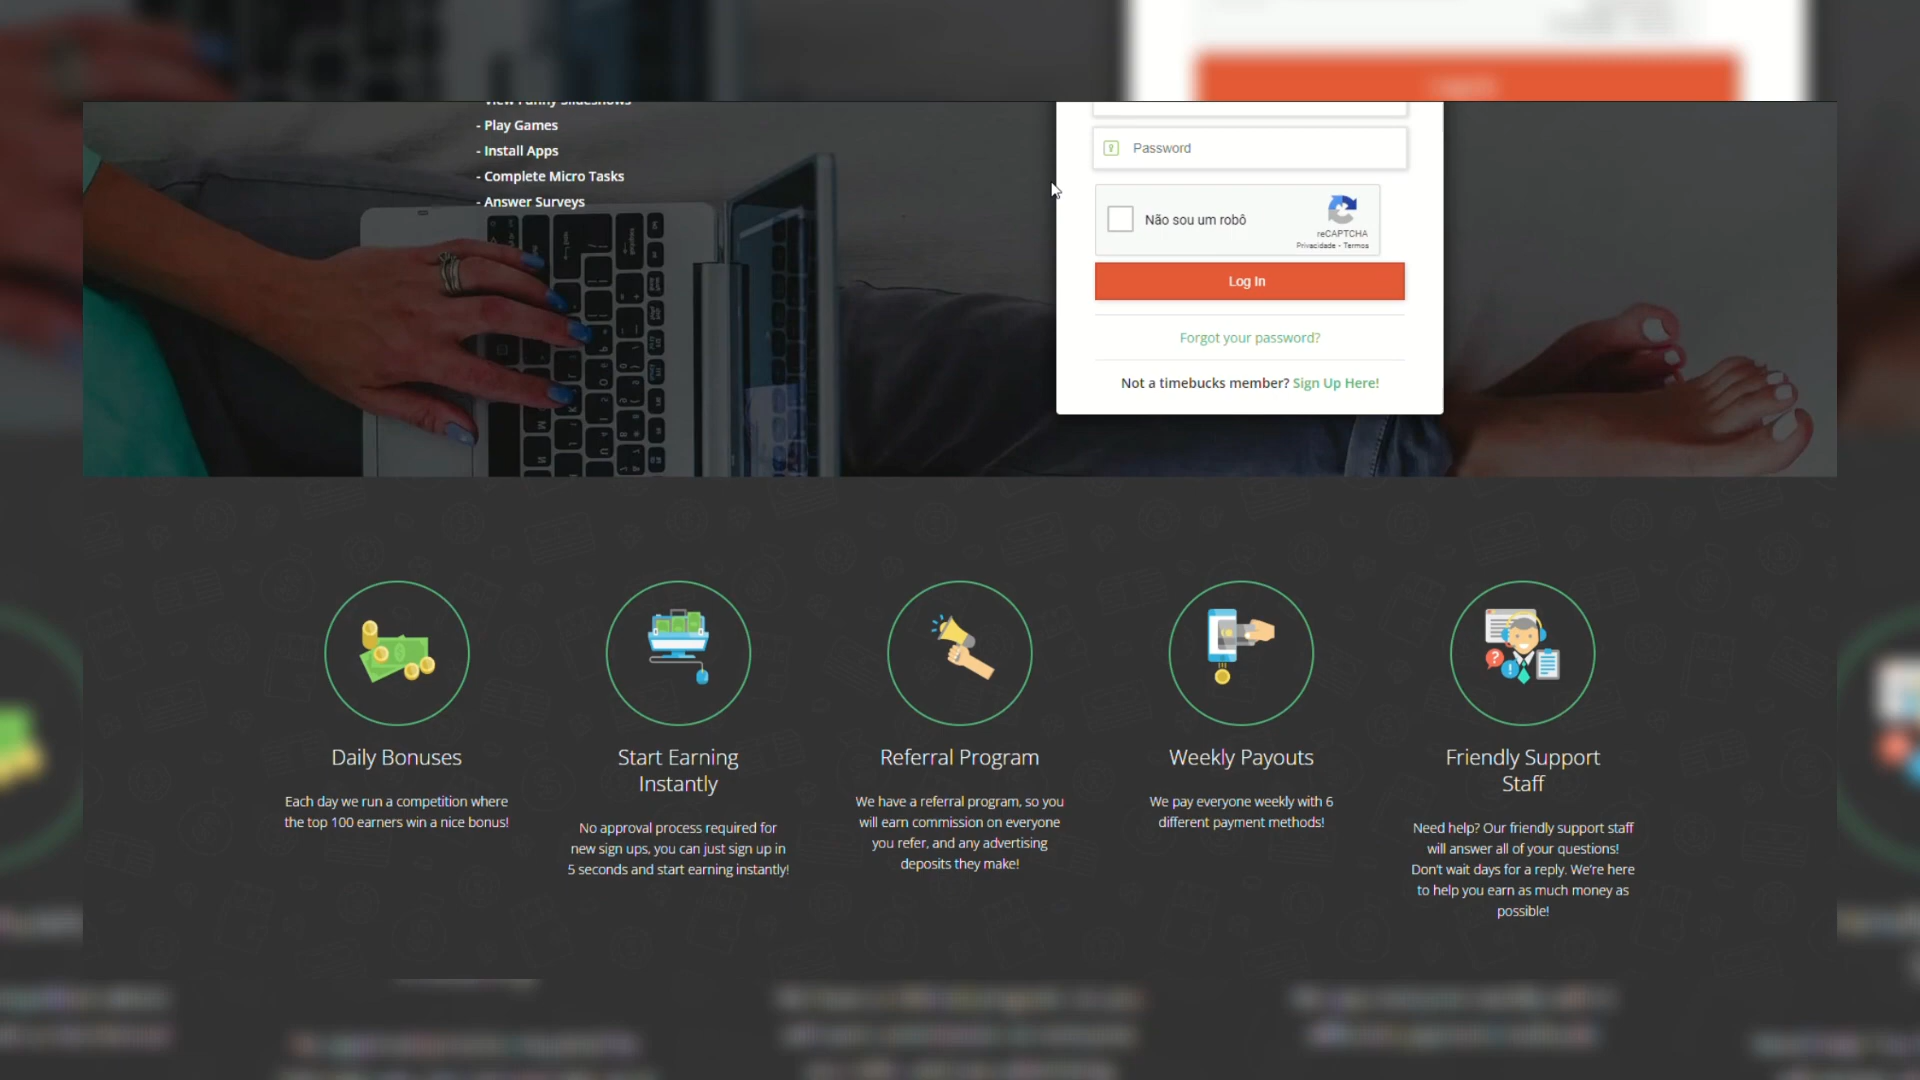 - View Funny Slideshows
- Play Games
- Install Apps
- Complete Micro Tasks
- Answer Surveys
Password
Não sou um robô
reCAPTCHA
Privacidade - Termos
Log In
Forgot your password?
Not a timebucks member? Sign Up Here!
Daily Bonuses
Each day we run a competition where
the top 100 earners win a nice bonus!
Start Earning
Instantly
No approval process required for
new sign ups, you can just sign up in
5 seconds and start earning instantly!
Referral Program
We have a referral program, so you
will earn commission on everyone
you refer, and any advertising
deposits they make!
Weekly Payouts
We pay everyone weekly with 6
different payment methods!
Friendly Support
Staff
Need help? Our friendly support staff
will answer all of your questions!
Don't wait days for a reply. We're here
to help you earn as much money as
possible!